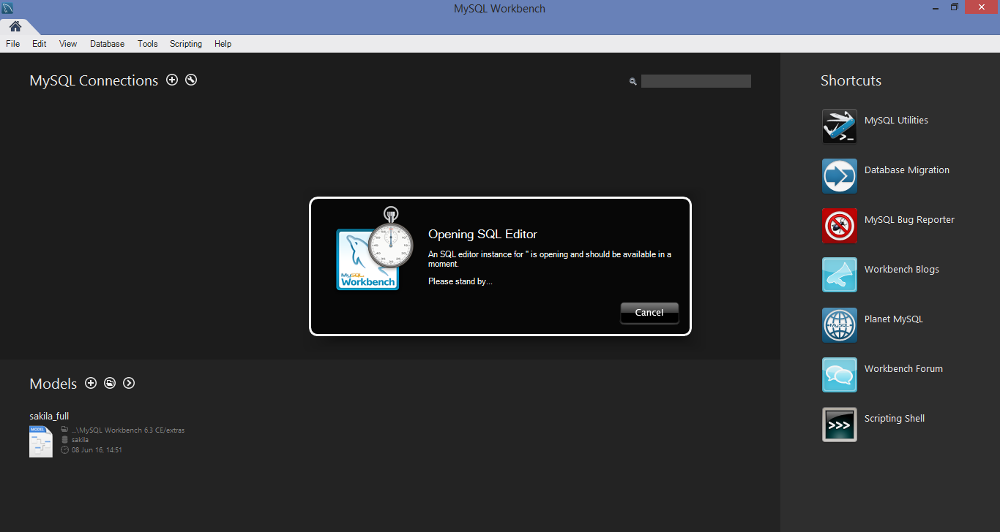 MySQL Workbench
File Edit View Database Tools Scripting Help
MySQL Connections
Shortcuts
MySQL Utilities
Database Migration
MySQL Bug Reporter
Workbench Blogs
Planet MySQL
MySQL
Workbench Forum
Scripting Shell
>>>
Opening SQL Editor
An SQL editor instance for '' is opening and should be available in a
moment.
Please stand by...
Cancel
MySQL
Workbench
Models
sakila_full
MODEL
...\MySQL Workbench 6.3 CE/extras
sakila
08 Jun 16, 14:51